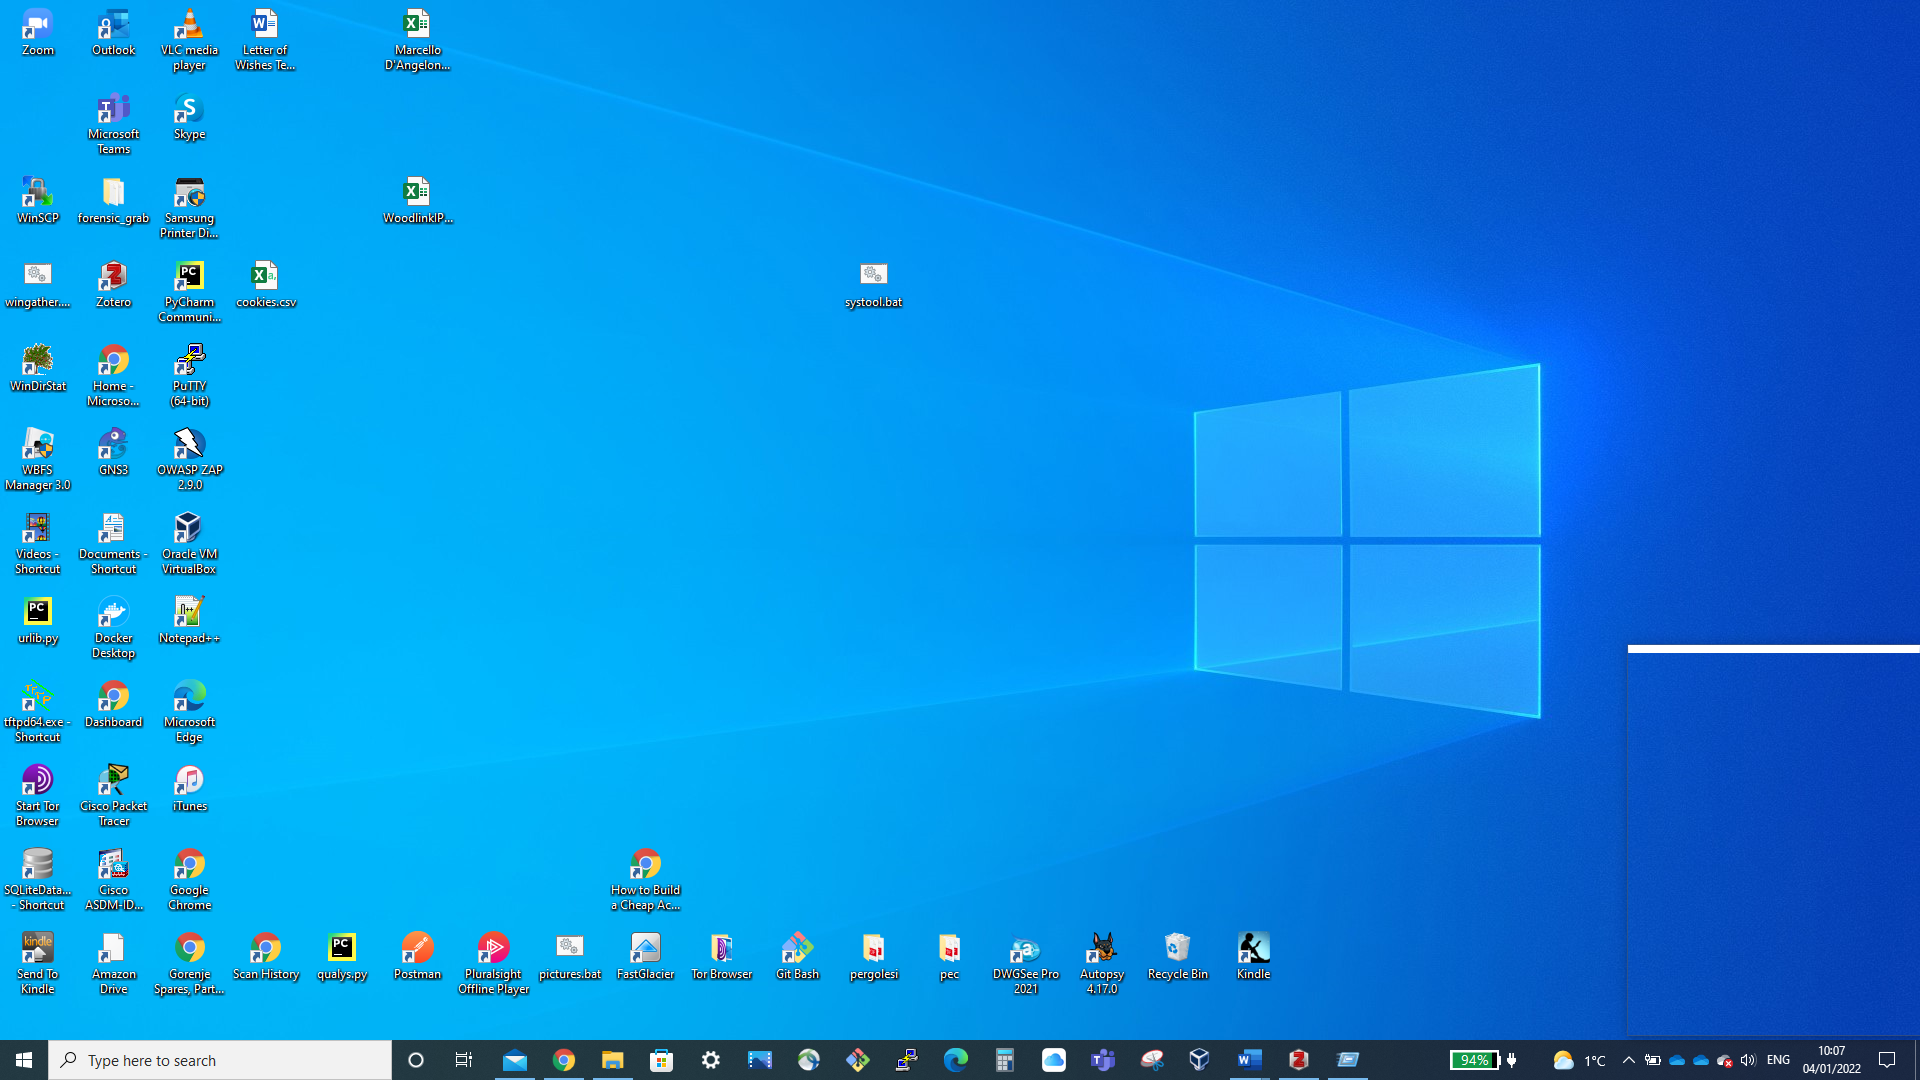 Zoom
Outlook
VLC media
player
Letter of
Wishes Te...
Marcello
D'Angelon...
Microsoft
Teams
Skype
WinSCP
forensic_grab
Samsung
Printer Di...
WoodlinkIP...
wingather....
Zotero
PyCharm
Communi...
cookies.csv
systool.bat
WinDirStat
Home -
Microso...
PuTTY
(64-bit)
WBFS
Manager 3.0
GNS3
OWASP ZAP
2.9.0
Videos -
Shortcut
Documents -
Shortcut
Oracle VM
VirtualBox
urlib.py
Docker
Desktop
Notepad++
tftpd64.exe -
Shortcut
Dashboard
Microsoft
Edge
Start Tor
Browser
Cisco Packet
Tracer
iTunes
SQLiteData...
- Shortcut
Cisco
ASDM-ID...
Google
Chrome
How to Build
a Cheap Ac...
Send To
Kindle
Amazon
Drive
Gorenje
Spares, Part...
Scan History
qualys.py
Postman
Pluralsight
Offline Player
pictures.bat
FastGlacier
Tor Browser
Git Bash
pergolesi
pec
DWGSee Pro
2021
Autopsy
4.17.0
Recycle Bin
Kindle
Type here to search
94%
1°C
ENG
10:07
04/01/2022